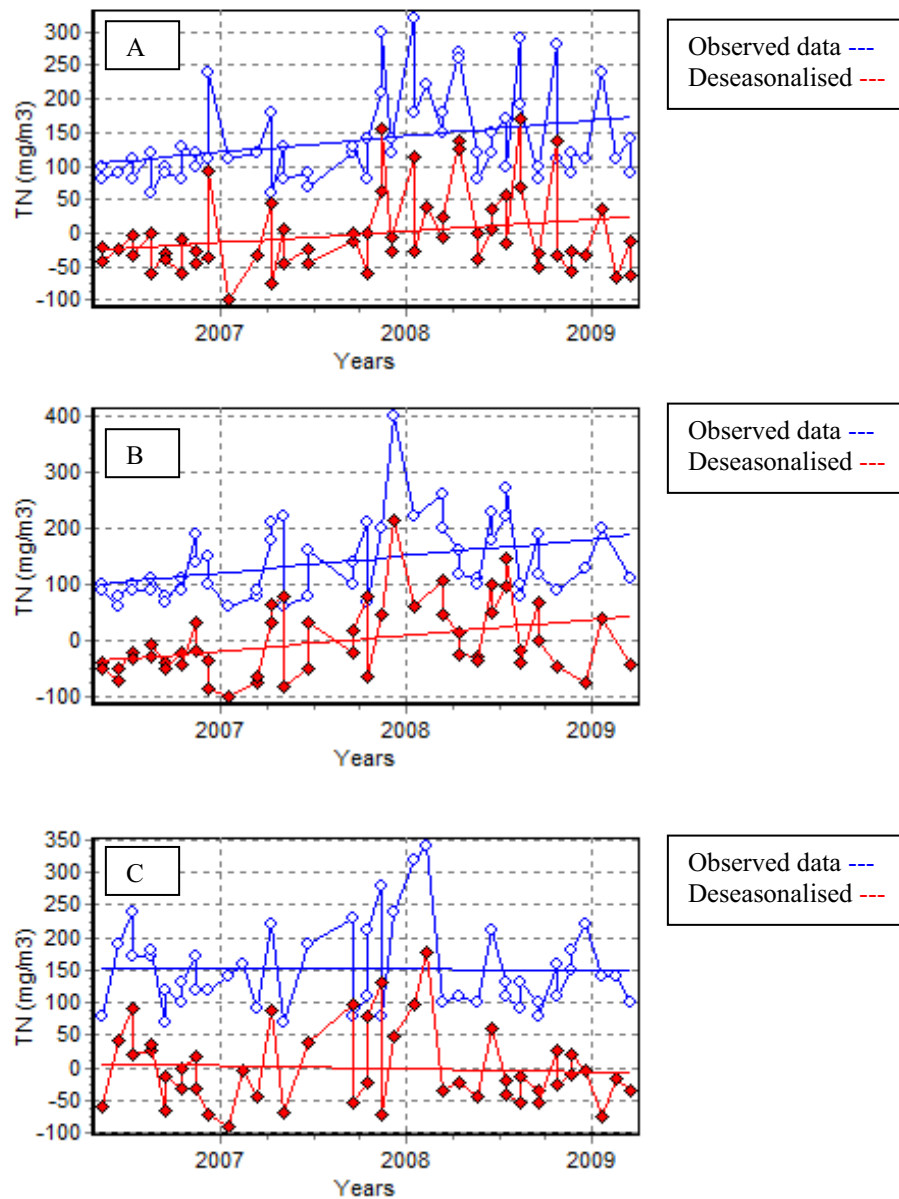 A
TN (mg/m3)
300
250
200
150
100
50
0
-50
-100
2007 2008 2009
Years
Observed data ---
Deseasonalised ---
B
TN (mg/m3)
400
300
200
100
0
-100
2007 2008 2009
Years
Observed data ---
Deseasonalised ---
C
TN (mg/m3)
350
300
250
200
150
100
50
0
-50
-100
2007 2008 2009
Years
Observed data ---
Deseasonalised ---